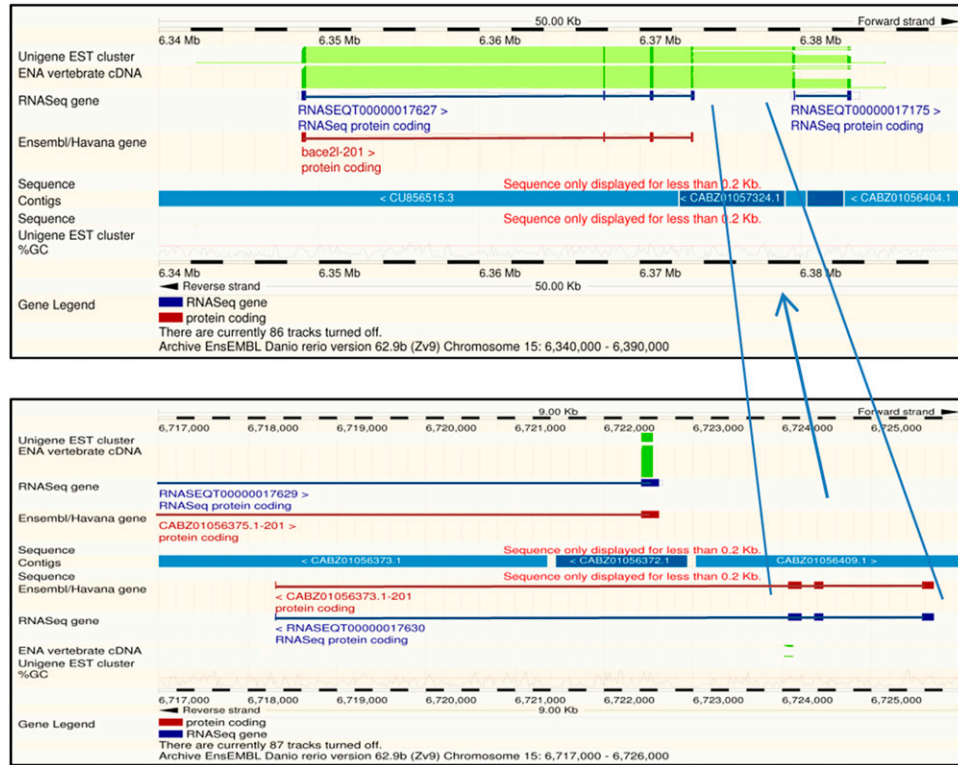 50.00 Kb Forward strand
6.34 Mb 6.35 Mb 6.36 Mb 6.37 Mb 6.38 Mb
Unigene EST cluster
ENA vertebrate cDNA
RNASeq gene
RNASEQT00000017627 > RNASEQT00000017175 >
RNASeq protein coding RNASeq protein coding
Ensembl/Havana gene
bace2l-201 >
protein coding
Sequence Sequence only displayed for less than 0.2 Kb.
Contigs < CU856515.3 < CABZ01057324.1 < CABZ01056404.1
Sequence Sequence only displayed for less than 0.2 Kb.
Unigene EST cluster
%GC
6.34 Mb 6.35 Mb 6.36 Mb 6.37 Mb 6.38 Mb
Reverse strand 50.00 Kb
Gene Legend RNASeq gene
protein coding
There are currently 86 tracks turned off.
Archive EnsEMBL Danio rerio version 62.9b (Zv9) Chromosome 15: 6,340,000 - 6,390,000
9.00 Kb Forward strand
6,717,000 6,718,000 6,719,000 6,720,000 6,721,000 6,722,000 6,723,000 6,724,000 6,725,000
Unigene EST cluster
ENA vertebrate cDNA
RNASeq gene
RNASEQT00000017629 >
RNASeq protein coding
Ensembl/Havana gene
CABZ01056375.1-201 >
protein coding
Sequence Sequence only displayed for less than 0.2 Kb.
Contigs < CABZ01056373.1 < CABZ01056372.1 CABZ01056409.1 >
Sequence Sequence only displayed for less than 0.2 Kb.
Ensembl/Havana gene
< CABZ01056373.1-201
protein coding
RNASeq gene
< RNASEQT00000017630
RNASeq protein coding
ENA vertebrate cDNA
Unigene EST cluster
%GC
6,717,000 6,718,000 6,719,000 6,720,000 6,721,000 6,722,000 6,723,000 6,724,000 6,725,000
Reverse strand 9.00 Kb
Gene Legend protein coding
RNASeq gene
There are currently 87 tracks turned off.
Archive EnsEMBL Danio rerio version 62.9b (Zv9) Chromosome 15: 6,717,000 - 6,726,000